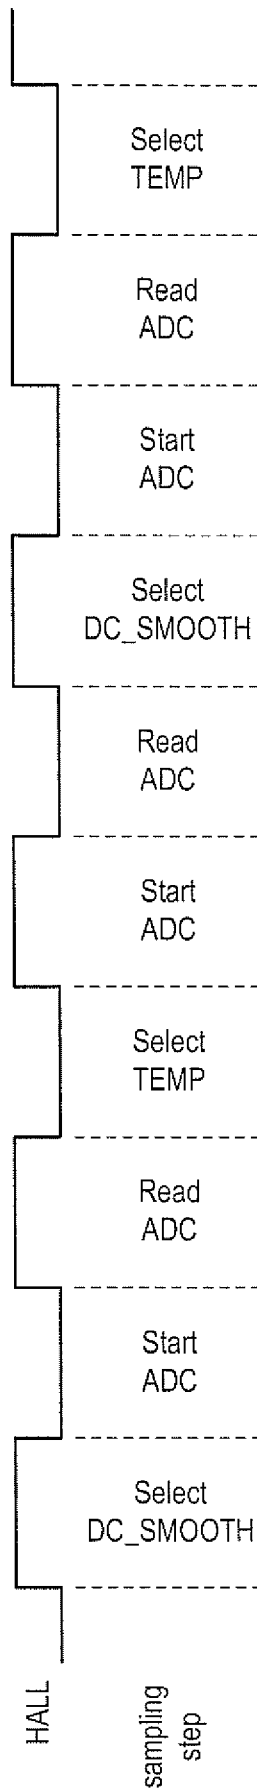 Select
TEMP
Read
ADC
Start
ADC
Select
DC_SMOOTH
Read
ADC
Start
ADC
Select
TEMP
Read
ADC
Start
ADC
Select
DC_SMOOTH
HALL
sampling
step